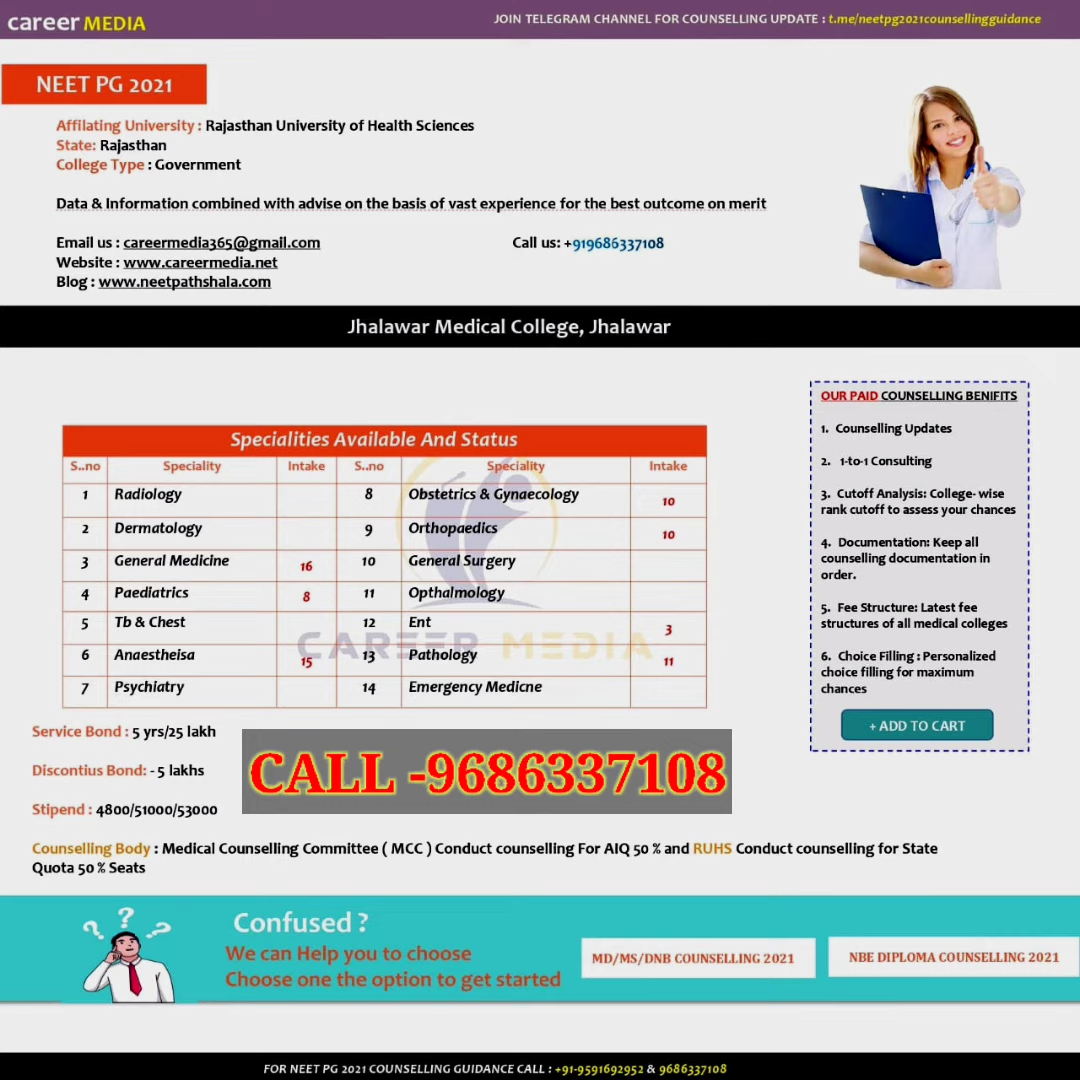 career MEDIA
JOIN TELEGRAM CHANNEL FOR COUNSELLING UPDATE : t.me/neetpg2021counsellingguidance
NEET PG 2021
Affilating University : Rajasthan University of Health Sciences
State: Rajasthan
College Type : Government
Data & Information combined with advise on the basis of vast experience for the best outcome on merit
Email us : careermedia365@gmail.com
Call us: +919686337108
Website : www.careermedia.net
Blog : www.neetpathshala.com
Jhalawar Medical College, Jhalawar
Specialities Available And Status
S..no Speciality Intake S..no Speciality Intake
1 Radiology 8 Obstetrics & Gynaecology 10
2 Dermatology 9 Orthopaedics 10
3 General Medicine 16 10 General Surgery
4 Paediatrics 8 11 Opthalmology
5 Tb & Chest 12 Ent 3
6 Anaestheisa 15 13 Pathology 11
7 Psychiatry 14 Emergency Medicne
CAREER MEDIA
OUR PAID COUNSELLING BENIFITS
1. Counselling Updates
2. 1-to-1 Consulting
3. Cutoff Analysis: College- wise
rank cutoff to assess your chances
4. Documentation: Keep all
counselling documentation in
order.
5. Fee Structure: Latest fee
structures of all medical colleges
6. Choice Filling : Personalized
choice filling for maximum
chances
+ ADD TO CART
Service Bond : 5 yrs/25 lakh
Discontius Bond: - 5 lakhs
Stipend : 4800/51000/53000
CALL -9686337108
Counselling Body : Medical Counselling Committee ( MCC ) Conduct counselling For AIQ 50 % and RUHS Conduct counselling for State
Quota 50 % Seats
? ? ?
Confused ?
We can Help you to choose
Choose one the option to get started
MD/MS/DNB COUNSELLING 2021
NBE DIPLOMA COUNSELLING 2021
FOR NEET PG 2021 COUNSELLING GUIDANCE CALL : +91-9591692952 & 9686337108